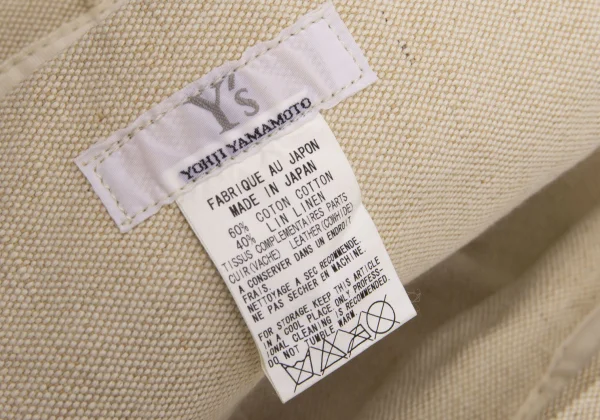 Y's
YOHJI YAMAMOTO
FABRIQUE AU JAPON
MADE IN JAPAN
60% COTON COTTON
40% LIN LINEN
TISSUS COMPLEMENTAIRES PARTS
CUIR(VACHE) LEATHER(COWHIDE)
A CONSERVER DANS UN ENDROIT
FRAIS.
NETTOYAGE A SEC RECOMMENDE.
NE PAS SECHER EN MACHINE.
FOR STORAGE, KEEP THIS ARTICLE
IN A COOL PLACE ONLY. PROFESS-
IONAL CLEANING IS RECOMMENDED.
DO NOT TUMBLE WARM.